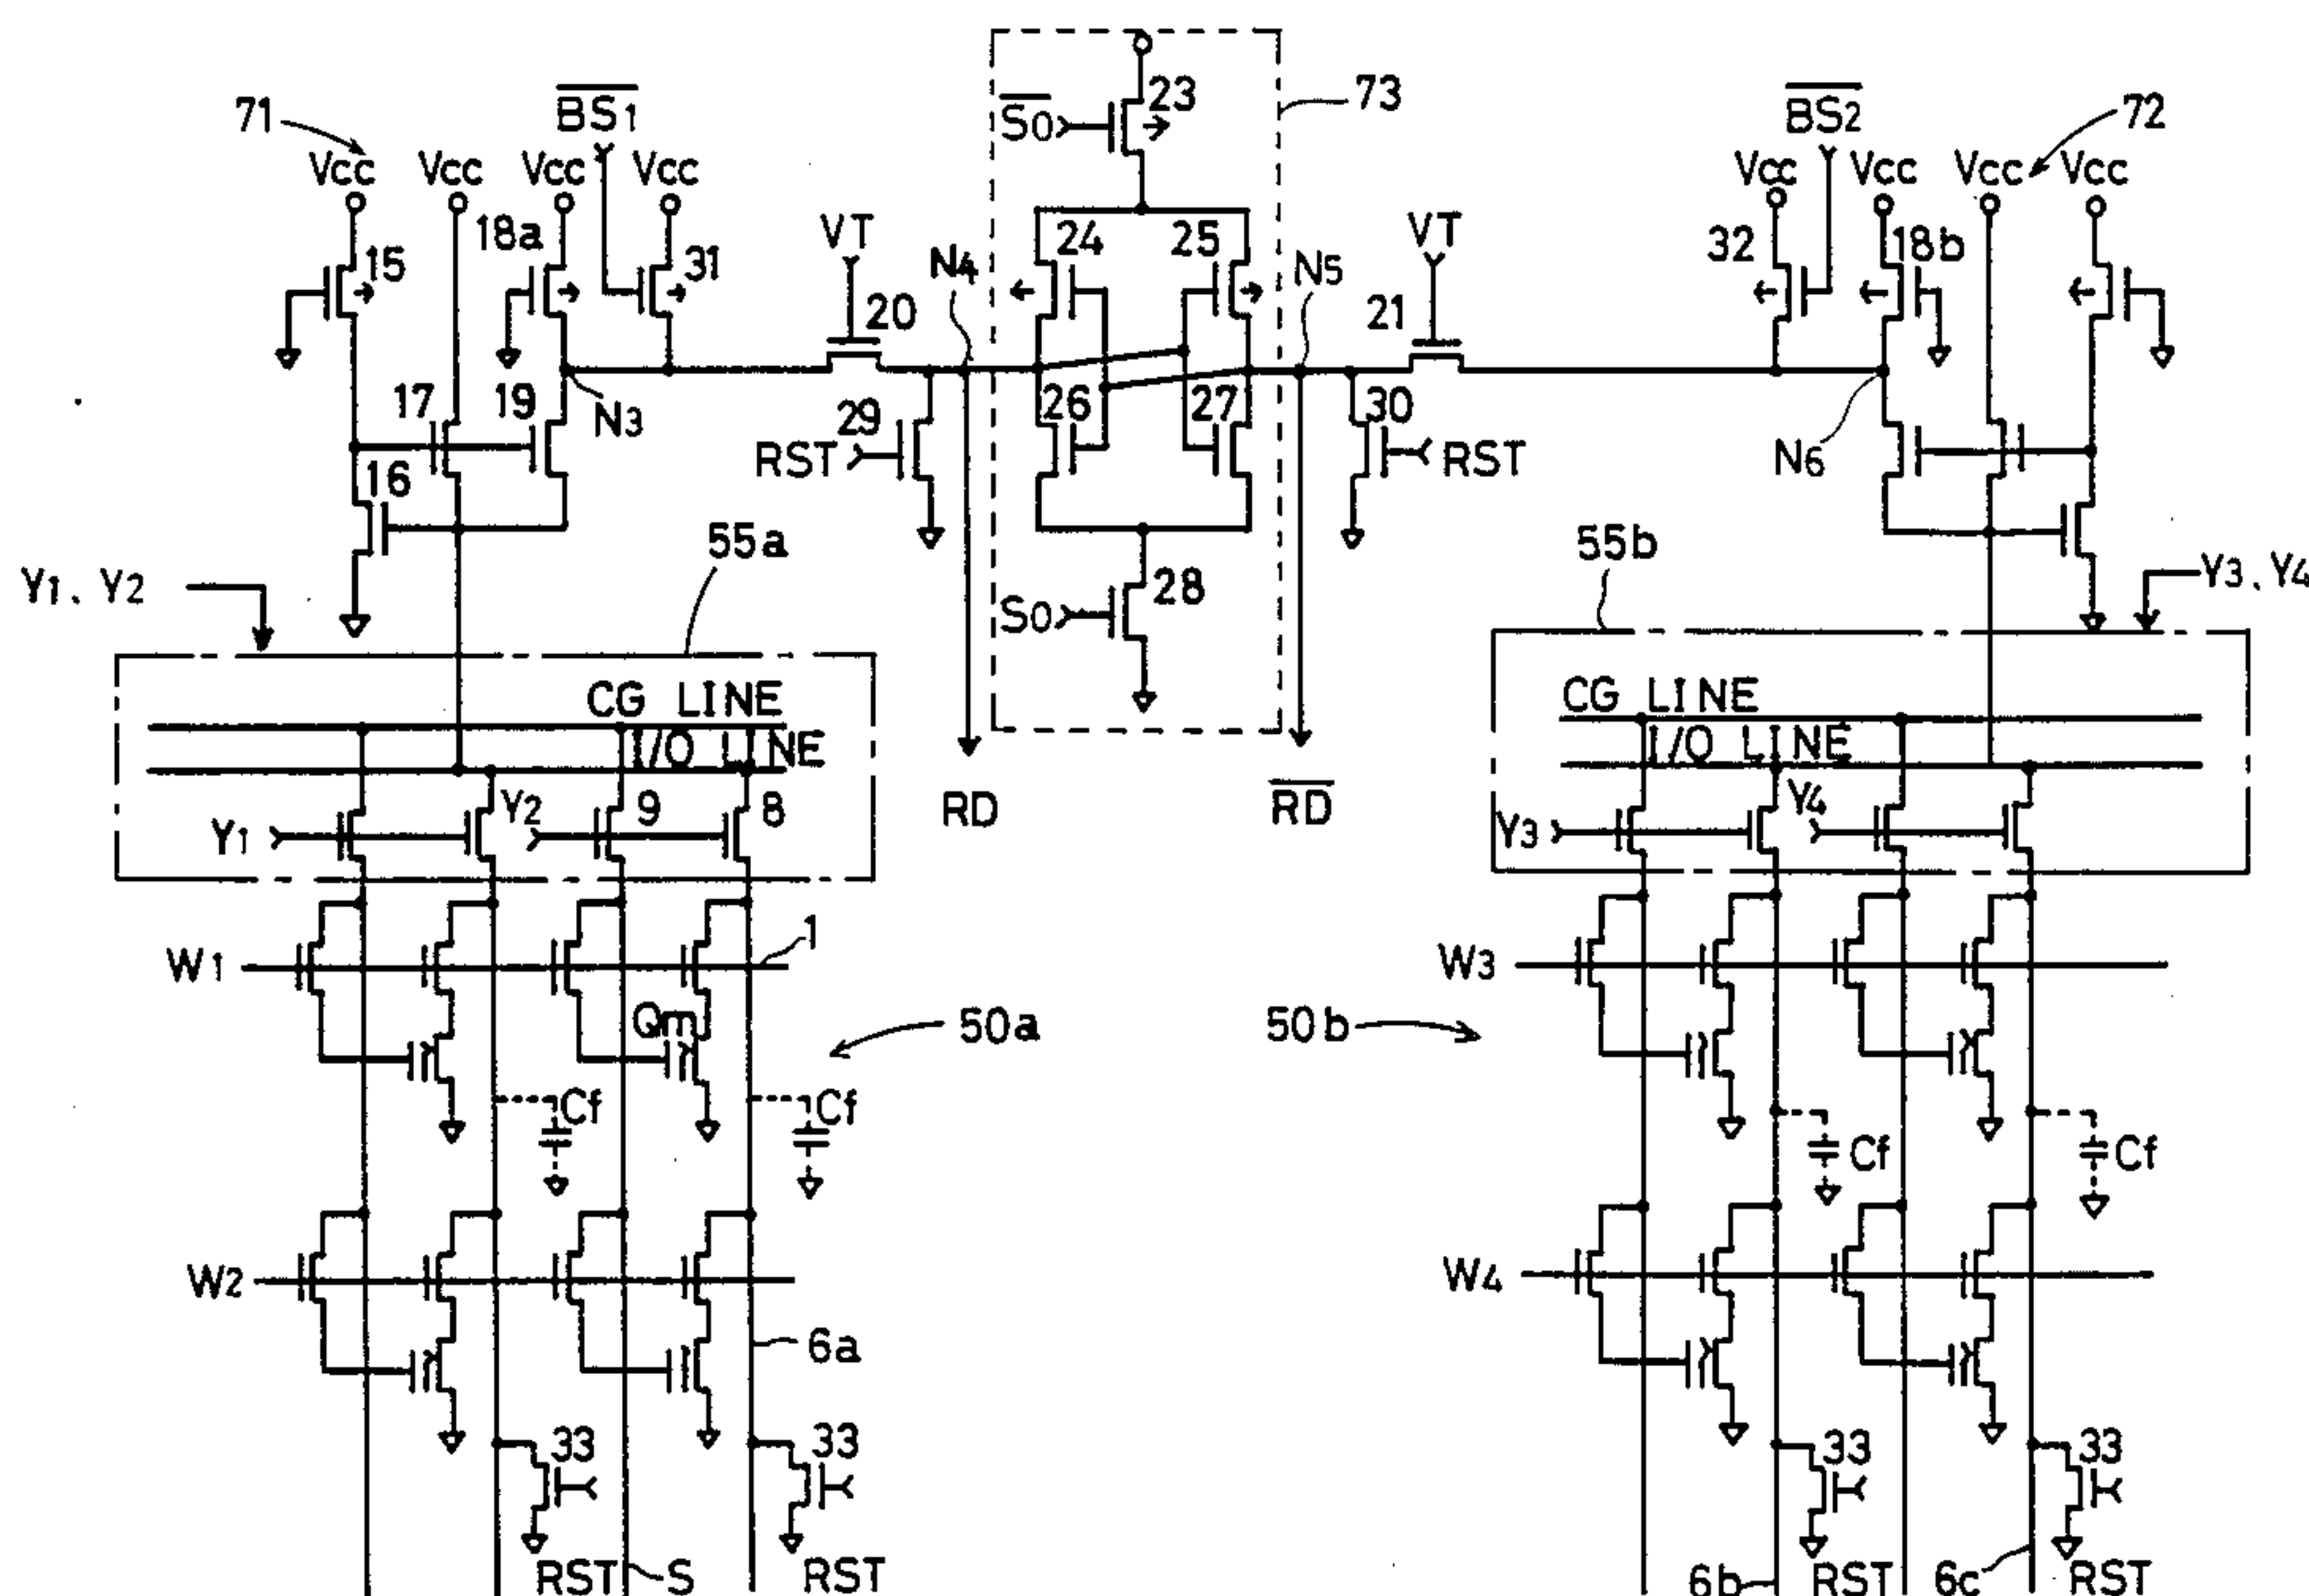 23
S̅0̅
73
71
B̅S̅1̅
B̅S̅2̅
72
Vcc Vcc Vcc Vcc
Vcc Vcc Vcc Vcc
15 18a 31 VT 20 N4 24 25 N5 VT 21 32 18b
17 19 N3 29 26 27 30 N6
RST RST
16
55a S0 28 55b
Y1, Y2
Y3, Y4
CG LINE
I/O LINE
CG LINE
I/O LINE
RD R̅D̅
Y1 Y2 9 8
Y3 Y4
W1 1
W3
Qm 50a 50b
Cf Cf
Cf Cf
W2
W4
6a
33 33
33 33
RST S RST
6b RST 6c RST